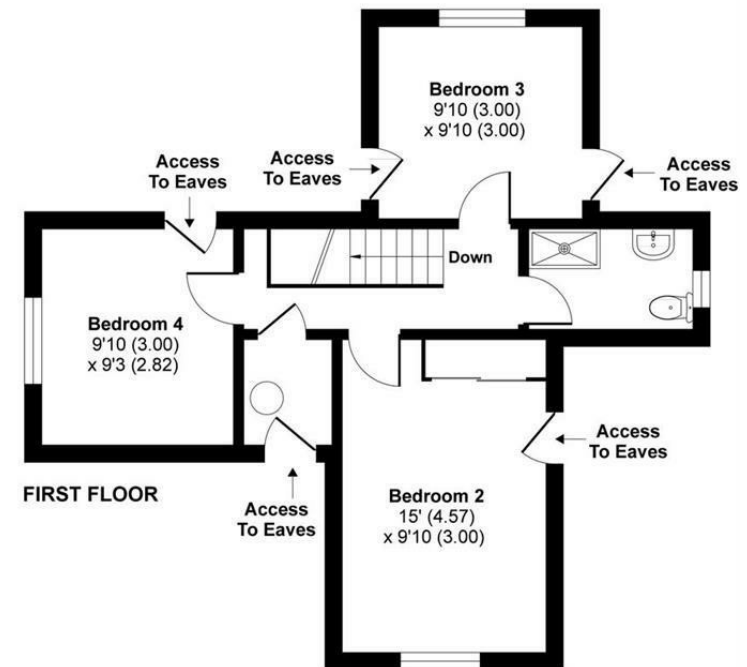 Bedroom 3
9'10 (3.00)
x 9'10 (3.00)
Access
To Eaves
Access
To Eaves
Access
To Eaves
Down
Bedroom 4
9'10 (3.00)
x 9'3 (2.82)
Access
To Eaves
FIRST FLOOR
Access
To Eaves
Bedroom 2
15' (4.57)
x 9'10 (3.00)